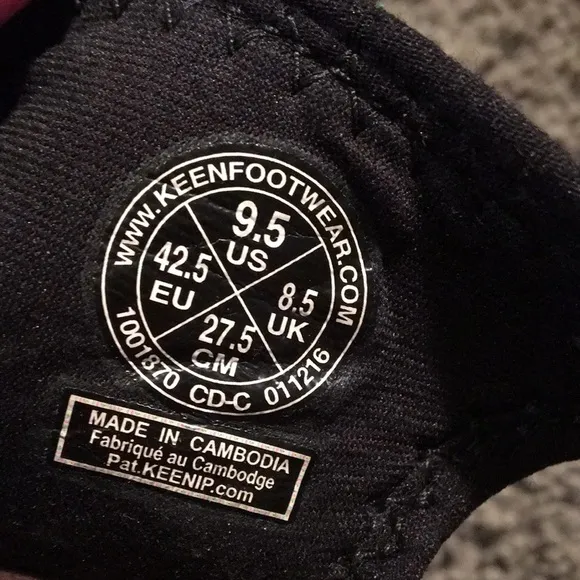 WWW.KEENFOOTWEAR.COM
9.5
US
42.5
EU
8.5
UK
27.5
CM
1001870 CD-C 011216
MADE IN CAMBODIA
Fabriqué au Cambodge
Pat.KEENIP.com